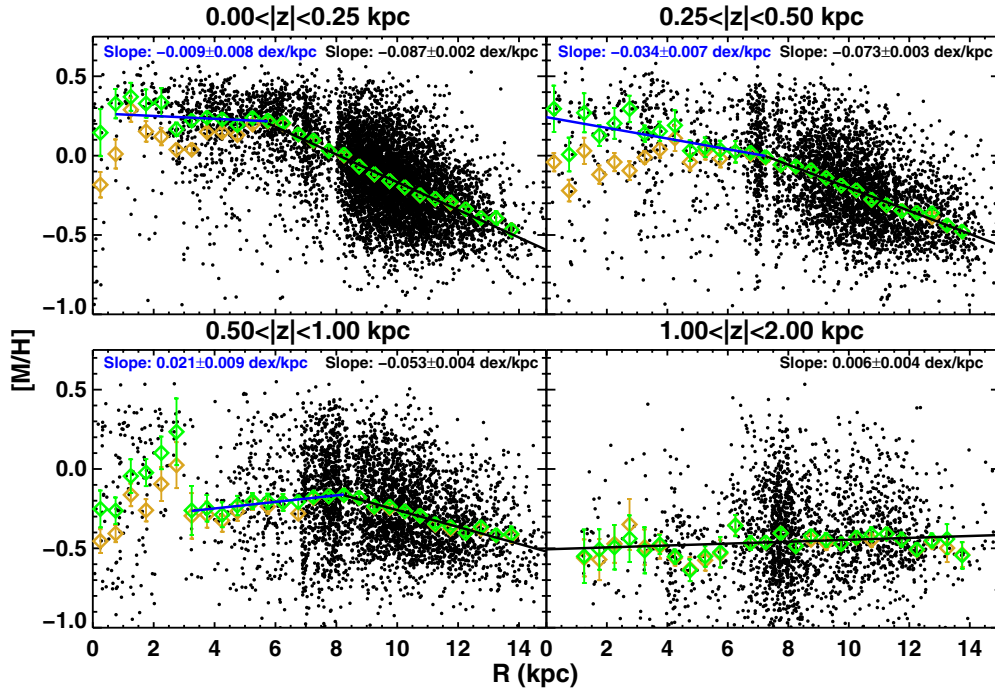 0.00<|z|<0.25 kpc
0.25<|z|<0.50 kpc
Slope: −0.009±0.008 dex/kpc
Slope: −0.087±0.002 dex/kpc
Slope: −0.034±0.007 dex/kpc
Slope: −0.073±0.003 dex/kpc
0.5
0.0
−0.5
−1.0
0.50<|z|<1.00 kpc
1.00<|z|<2.00 kpc
Slope: 0.021±0.009 dex/kpc
Slope: −0.053±0.004 dex/kpc
Slope: 0.006±0.004 dex/kpc
[M/H]
0.5
0.0
−0.5
−1.0
0 2 4 6 8 10 12 14
0 2 4 6 8 10 12 14
R (kpc)